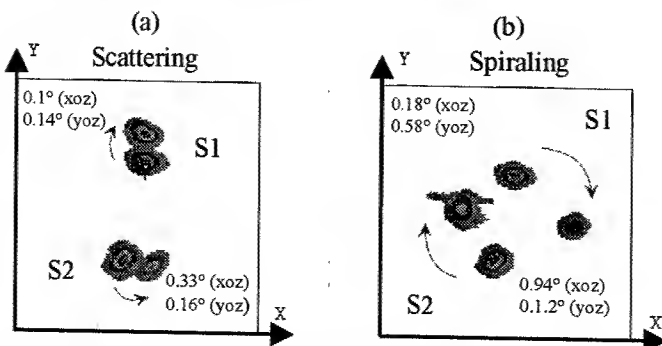 (a)
Scattering
Y
0.1° (xoz)
0.14° (yoz)
S1
S2
0.33° (xoz)
0.16° (yoz)
X
(b)
Spiraling
Y
0.18° (xoz)
0.58° (yoz)
S1
S2
0.94° (xoz)
0.1.2° (yoz)
X